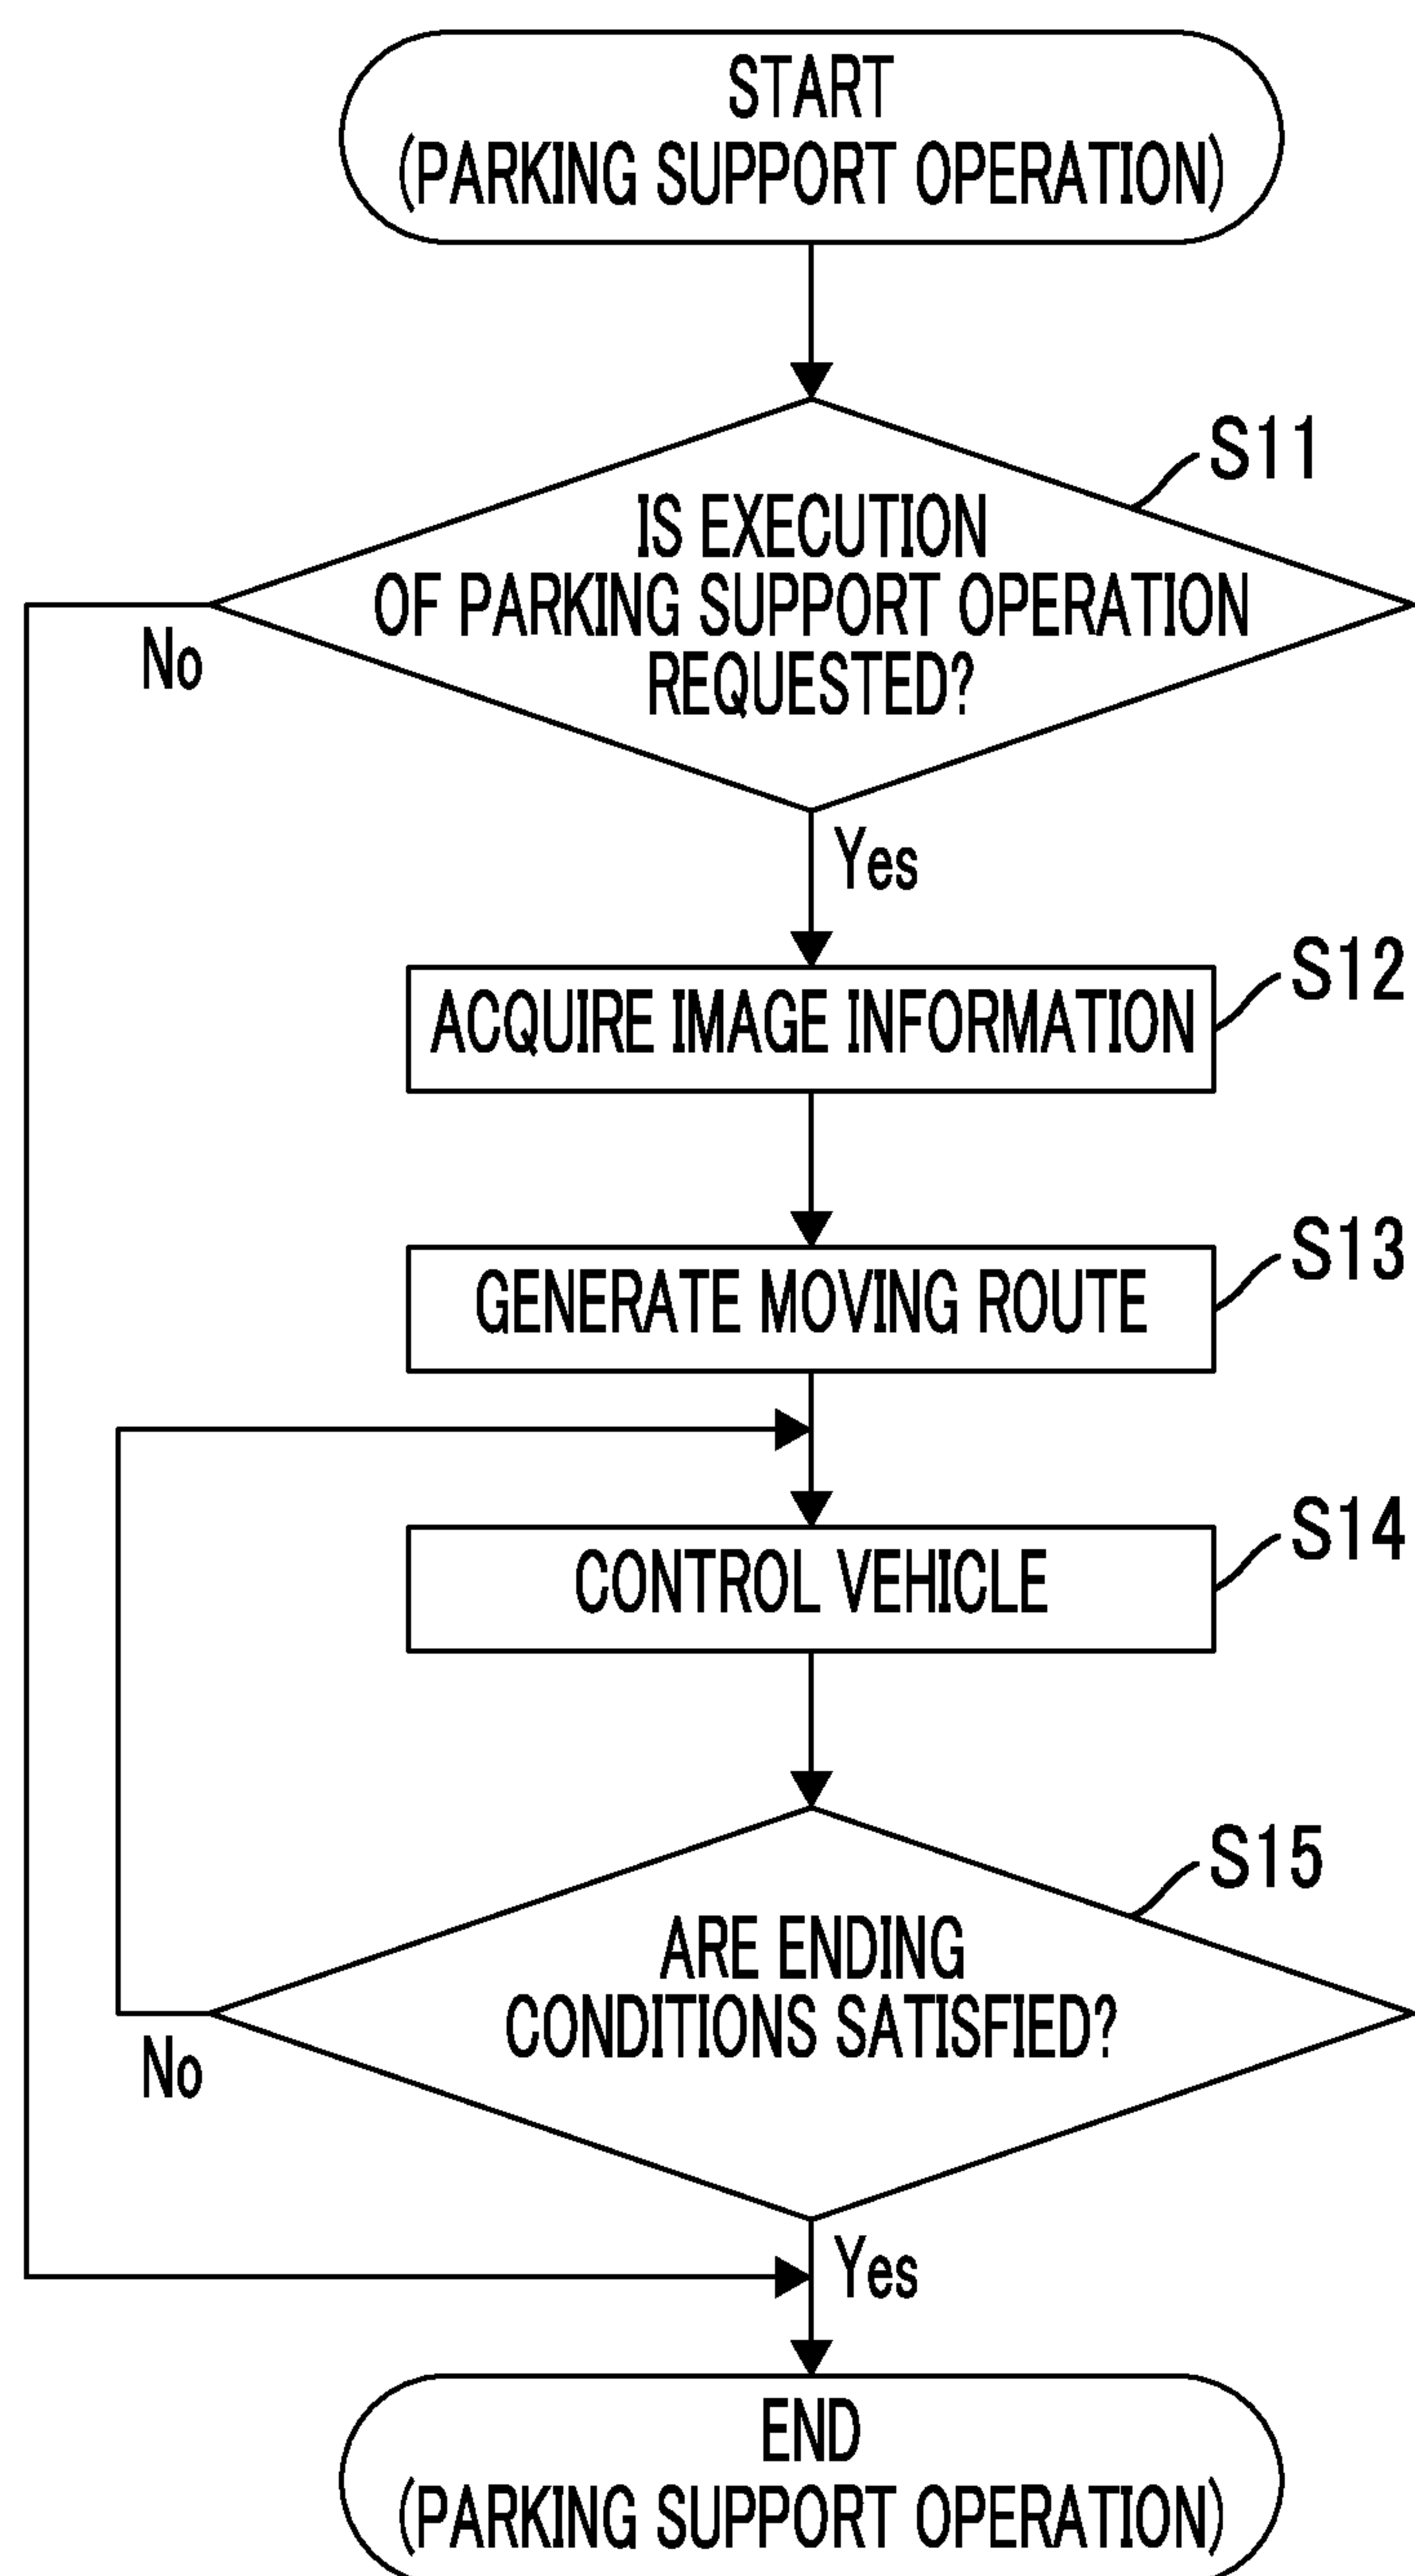 START
(PARKING SUPPORT OPERATION)
S11
IS EXECUTION
OF PARKING SUPPORT OPERATION
REQUESTED?
No
Yes
S12
ACQUIRE IMAGE INFORMATION
S13
GENERATE MOVING ROUTE
S14
CONTROL VEHICLE
S15
ARE ENDING
CONDITIONS SATISFIED?
No
Yes
END
(PARKING SUPPORT OPERATION)